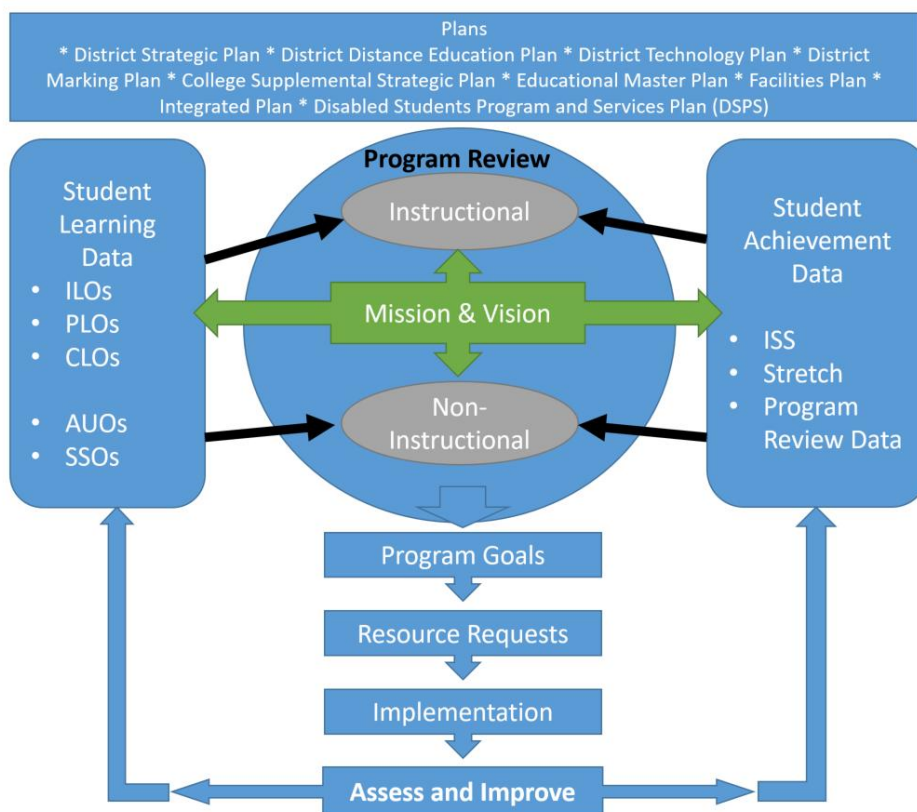 Plans
* District Strategic Plan * District Distance Education Plan * District Technology Plan * District
Marking Plan * College Supplemental Strategic Plan * Educational Master Plan * Facilities Plan *
Integrated Plan * Disabled Students Program and Services Plan (DSPS)
Student
Learning
Data
• ILOs
• PLOs
• CLOs
• AUOs
• SSOs
Program Review
Instructional
Mission & Vision
Non-
Instructional
Student
Achievement
Data
• ISS
• Stretch
• Program
Review Data
Program Goals
Resource Requests
Implementation
Assess and Improve